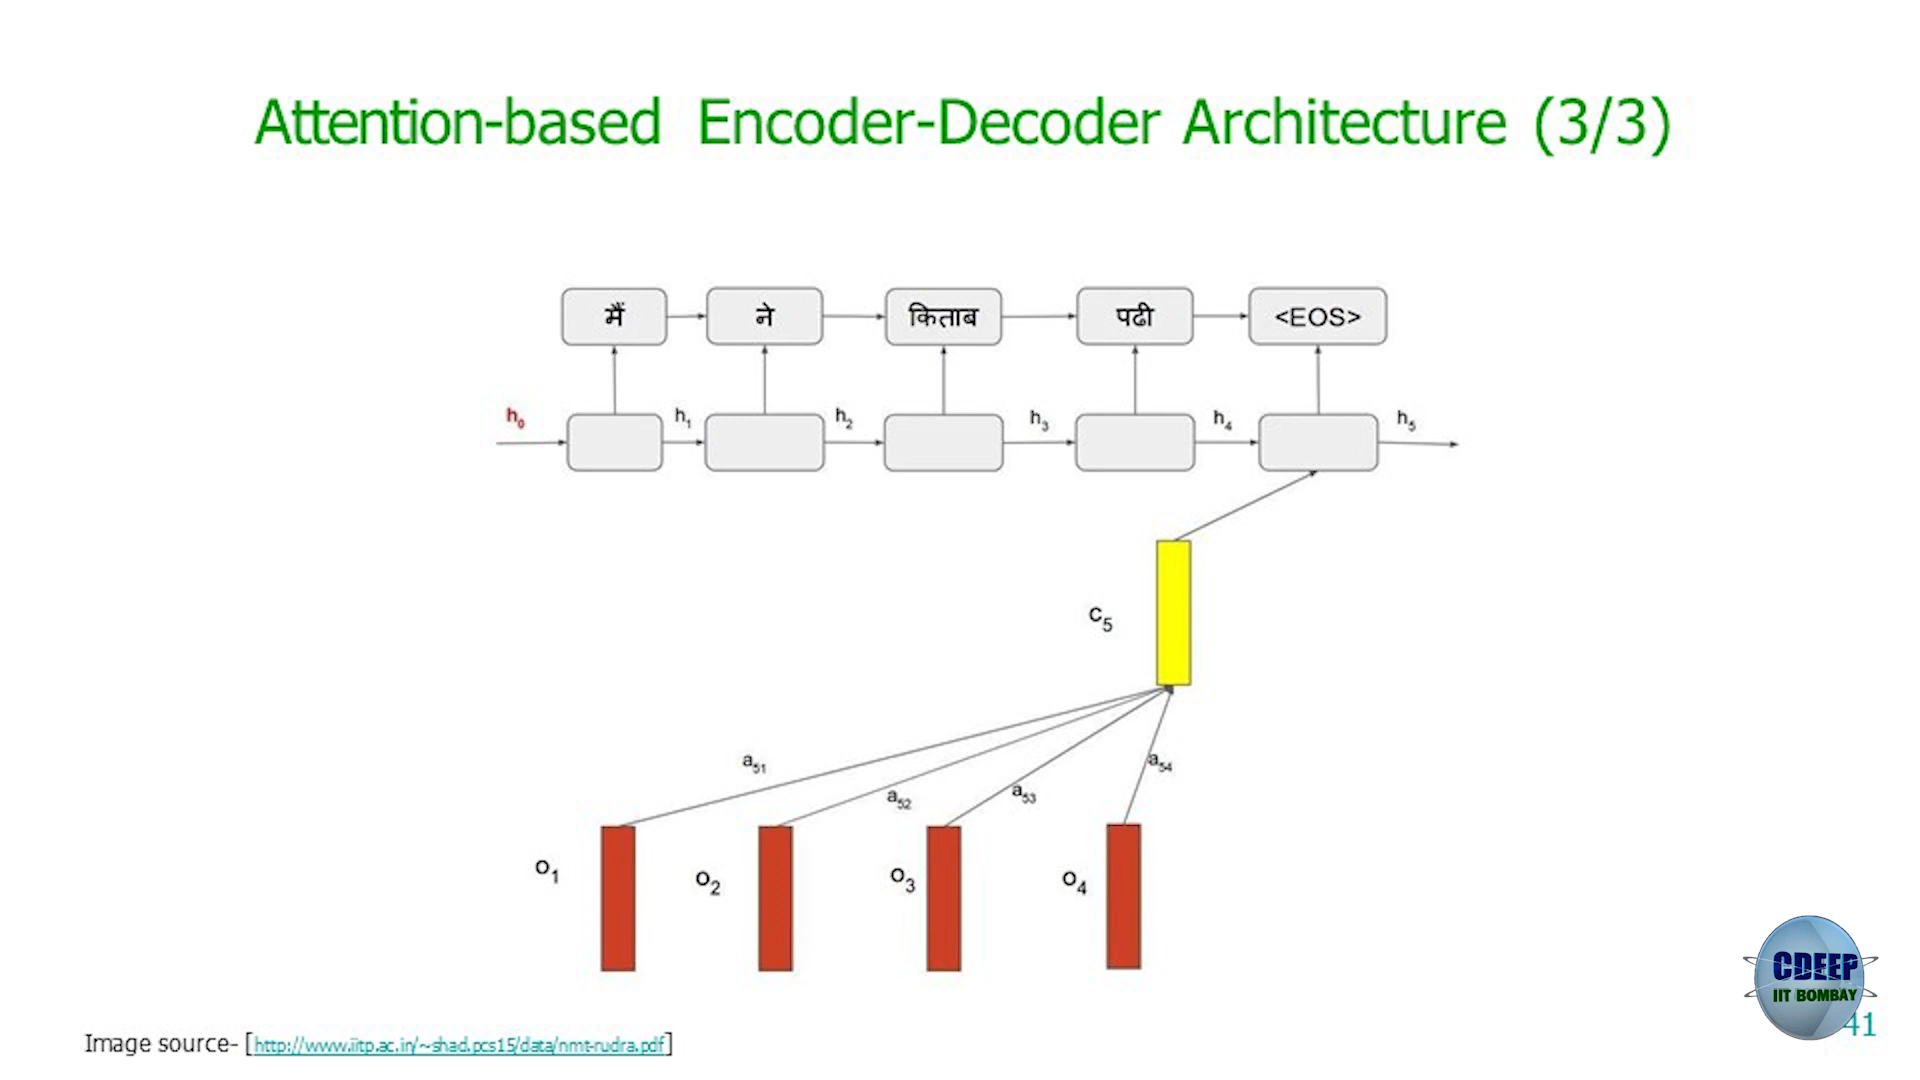 Attention-based Encoder-Decoder Architecture (3/3)
मैं ने किताब पढी <EOS>
h0 h1 h2 h3 h4 h5
c5
a51 a52 a53 a54
o1 o2 o3 o4
CDEEP
IIT BOMBAY
41
Image source- [http://www.iitp.ac.in/~shad.pcs15/data/nmt-rudra.pdf]